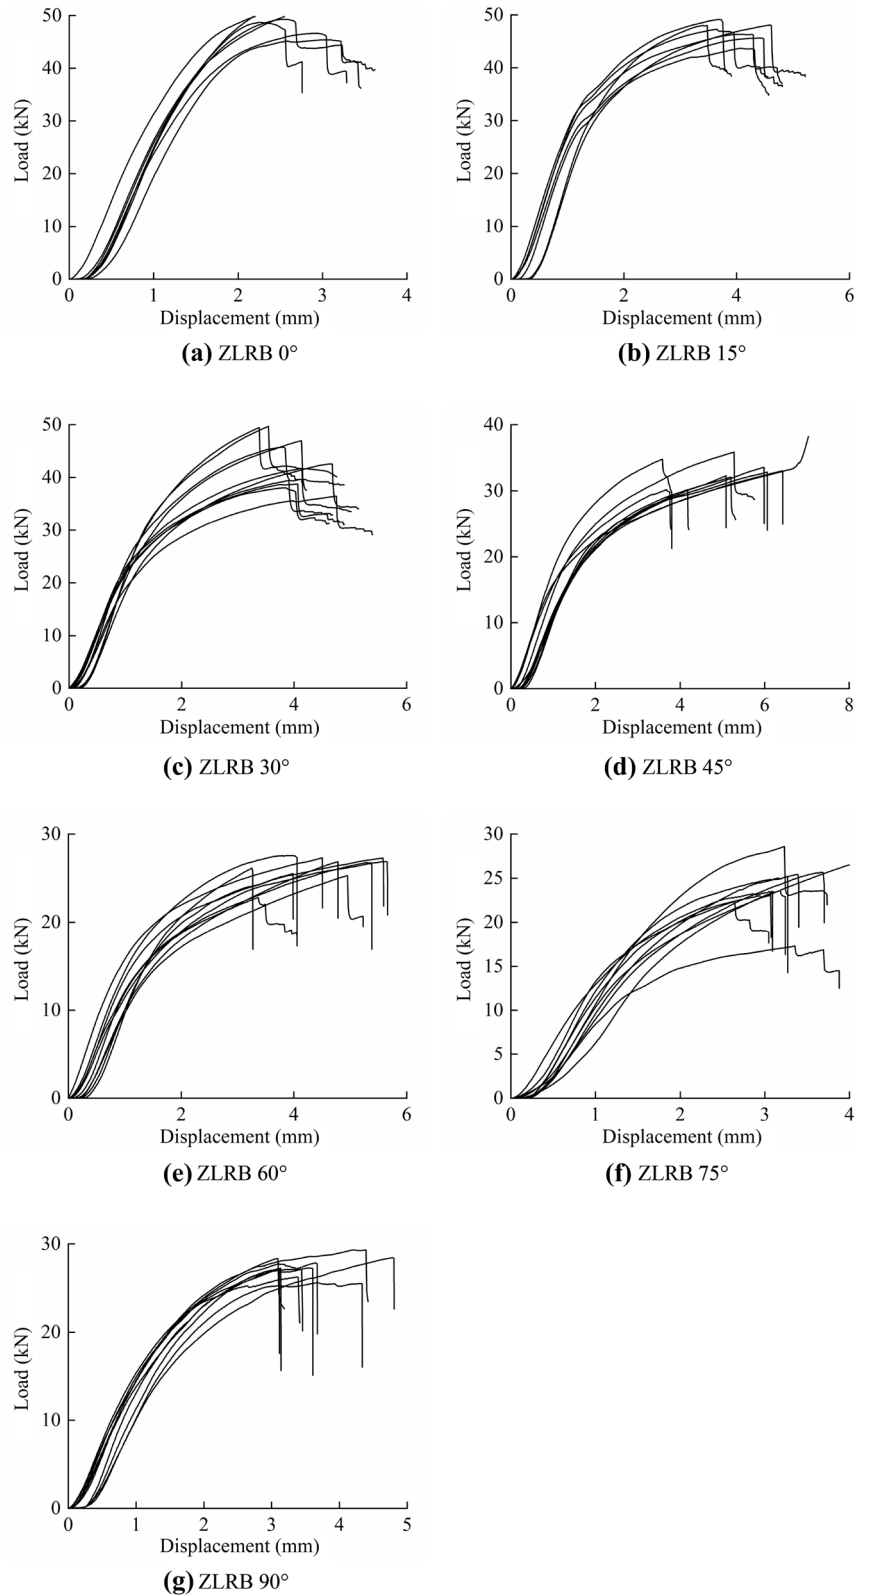 50
40
30
20
10
0
Load (kN)
0 1 2 3 4
Displacement (mm)
(a) ZLRB 0°
50
40
30
20
10
0
Load (kN)
0 2 4 6
Displacement (mm)
(b) ZLRB 15°
50
40
30
20
10
0
Load (kN)
0 2 4 6
Displacement (mm)
(c) ZLRB 30°
40
30
20
10
0
Load (kN)
0 2 4 6 8
Displacement (mm)
(d) ZLRB 45°
30
20
10
0
Load (kN)
0 2 4 6
Displacement (mm)
(e) ZLRB 60°
30
25
20
15
10
5
0
Load (kN)
0 1 2 3 4
Displacement (mm)
(f) ZLRB 75°
30
20
10
0
Load (kN)
0 1 2 3 4 5
Displacement (mm)
(g) ZLRB 90°